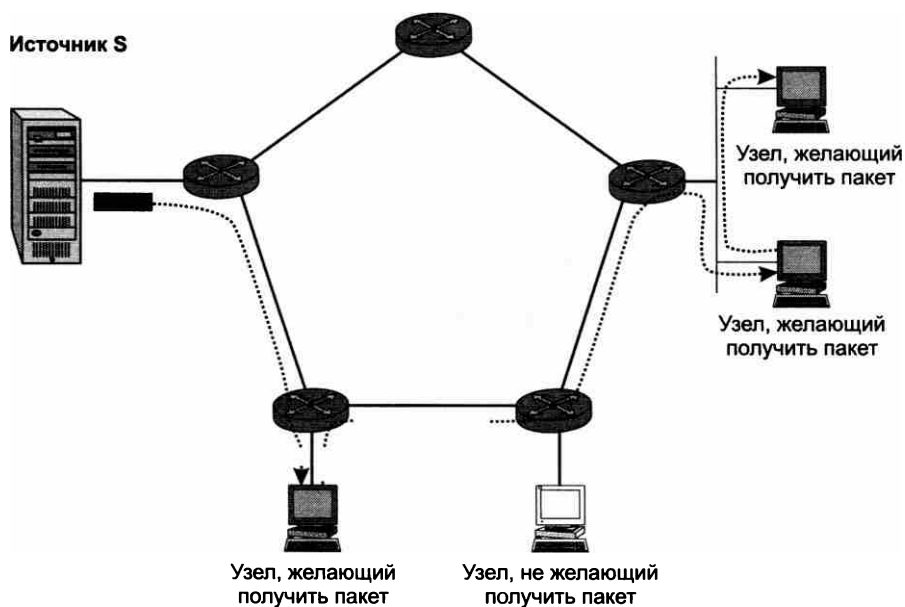 Источник S
Узел, желающий
получить пакет
Узел, желающий
получить пакет
Узел, желающий
получить пакет
Узел, не желающий
получить пакет